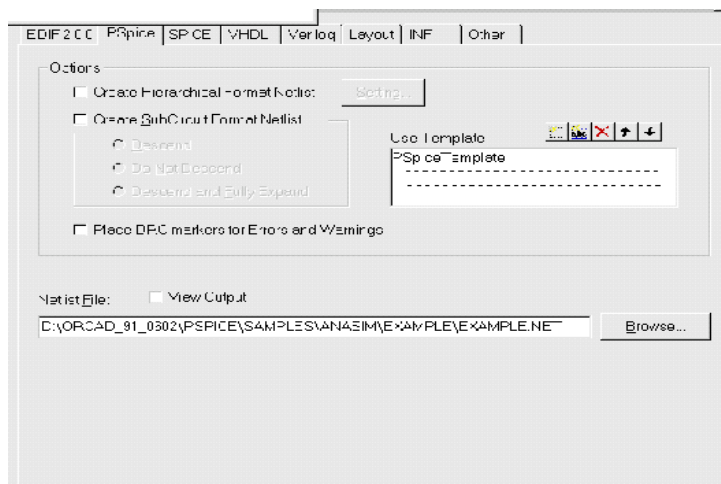 EDIF 2 0 0 PSpice SPICE VHDL Verilog Layout INF Other
Options
Create Hierarchical Format Netlist Setting...
Create SubCircuit Format Netlist
Descend
Do Not Descend
Descend and Fully Expand
Use Template
PSpiceTemplate
Place DRC markers for Errors and Warnings
Netlist File: View Output
D:\ORCAD_91_0602\PSPICE\SAMPLES\ANASIM\EXAMPLE\EXAMPLE.NET Browse...